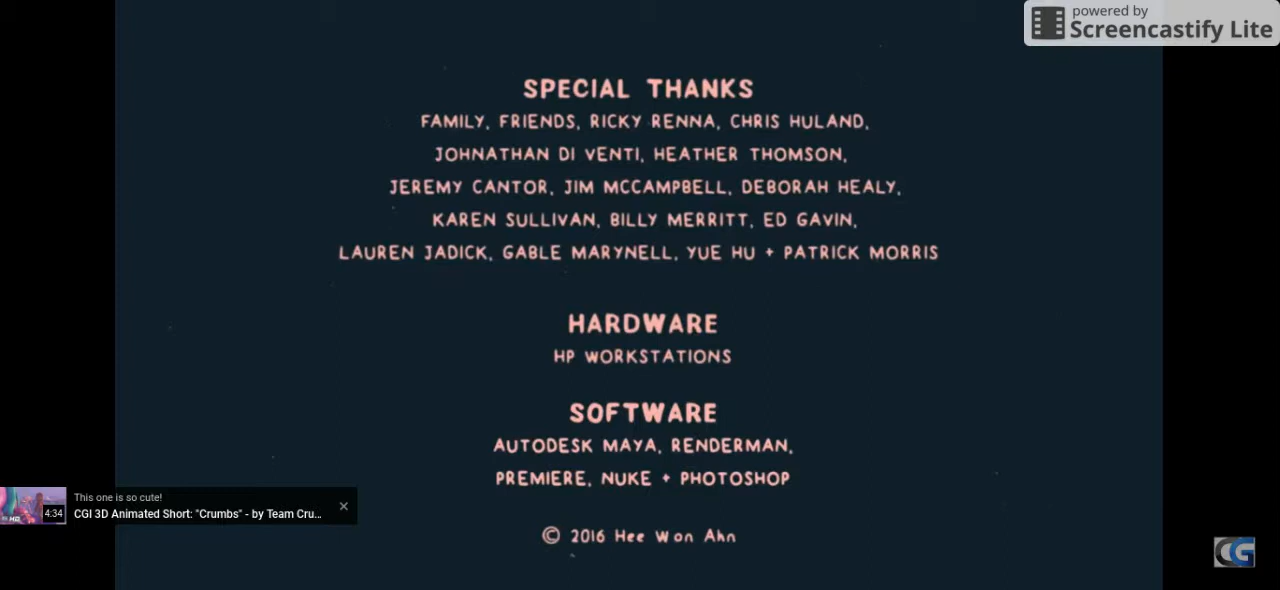 powered by
Screencastify Lite
SPECIAL THANKS
FAMILY, FRIENDS, RICKY RENNA, CHRIS HULAND,
JOHNATHAN DI VENTI, HEATHER THOMSON,
JEREMY CANTOR, JIM MCCAMPBELL, DEBORAH HEALY,
KAREN SULLIVAN, BILLY MERRITT, ED GAVIN,
LAUREN JADICK, GABLE MARYNELL, YUE HU + PATRICK MORRIS
HARDWARE
HP WORKSTATIONS
SOFTWARE
AUTODESK MAYA, RENDERMAN,
PREMIERE, NUKE + PHOTOSHOP
This one is so cute!
HD 4:34
CGI 3D Animated Short: "Crumbs" - by Team Cru...
© 2016 Hee Won Ahn
CG